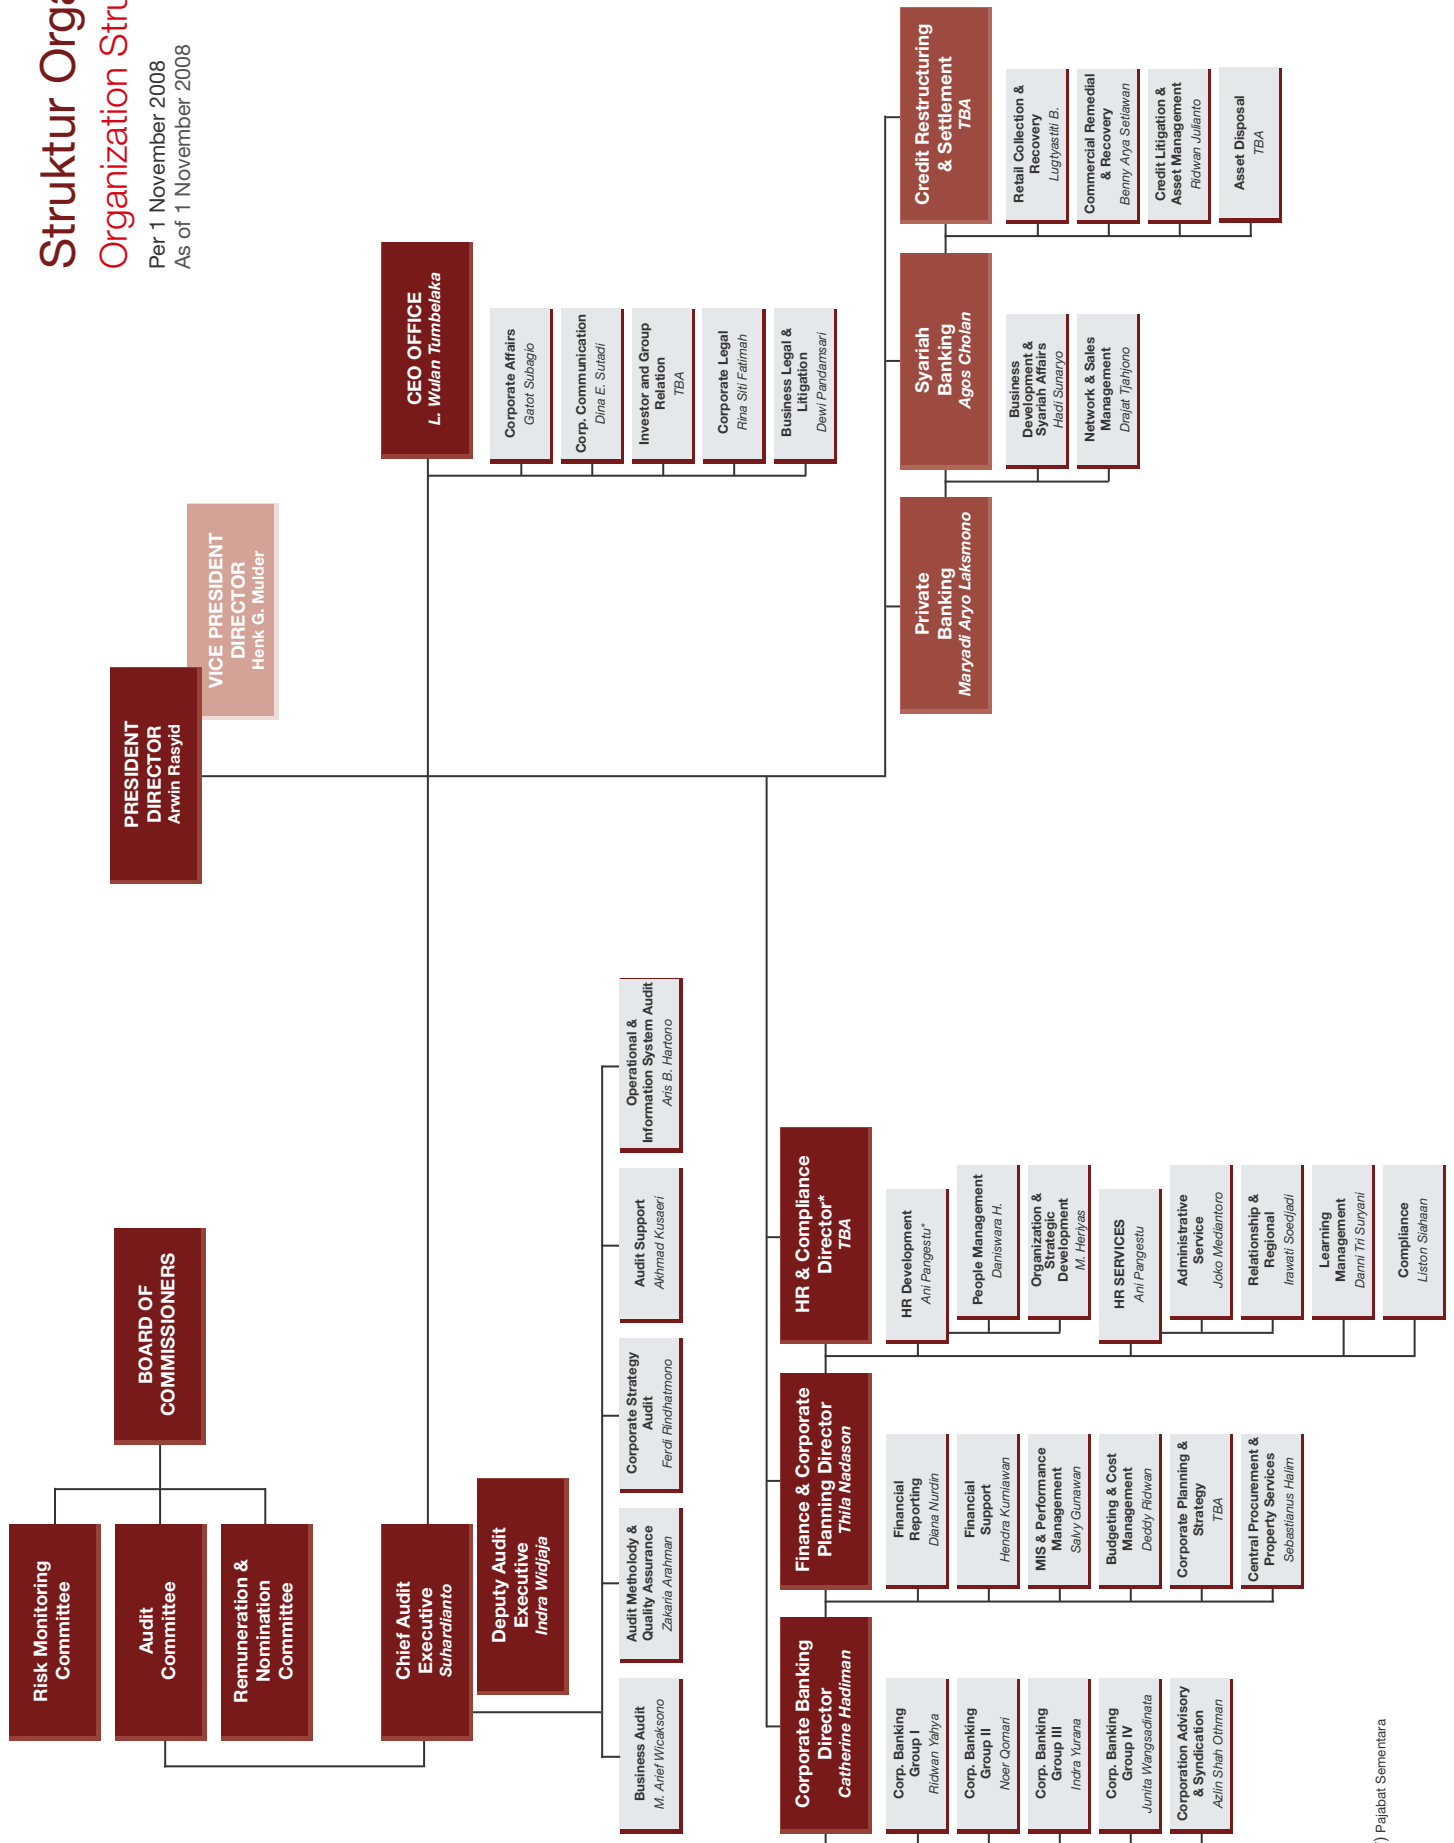 Struktur Orga
Organization Stru
Per 1 November 2008
As of 1 November 2008
PRESIDENT
DIRECTOR
Arwin Rasyid
VICE PRESIDENT
DIRECTOR
Henk G. Mulder
BOARD OF
COMMISSIONERS
Risk Monitoring
Committee
Audit
Committee
Remuneration &
Nomination
Committee
Chief Audit
Executive
Suhardianto
Deputy Audit
Executive
Indra Widjaja
CEO OFFICE
L. Wulan Tumbelaka
Corporate Affairs
Gatot Subagio
Corp. Communication
Dina E. Sutadi
Investor and Group
Relation
TBA
Corporate Legal
Rina Siti Fatimah
Business Legal &
Litigation
Dewi Pandamsari
Business Audit
M. Arief Wicaksono
Audit Metholody &
Quality Assurance
Zakaria Arahman
Corporate Strategy
Audit
Ferdi Rindhatmono
Audit Support
Akhmad Kusaeri
Operational &
Information System Audit
Aris B. Hartono
Corporate Banking
Director
Catherine Hadiman
Corp. Banking
Group I
Ridwan Yahya
Corp. Banking
Group II
Noer Qomari
Corp. Banking
Group III
Indra Yurana
Corp. Banking
Group IV
Junita Wangsadinata
Corporation Advisory
& Syndication
Azlin Shah Othman
Finance & Corporate
Planning Director
Thila Nadason
Financial
Reporting
Diana Nurdin
Financial
Support
Hendra Kurniawan
MIS & Performance
Management
Salvy Gunawan
Budgeting & Cost
Management
Deddy Ridwan
Corporate Planning &
Strategy
TBA
Central Procurement &
Property Services
Sebastianus Halim
HR & Compliance
Director*
TBA
HR Development
Ani Pangestu*
People Management
Daniswara H.
Organization &
Strategic
Development
M. Heriyas
HR SERVICES
Ani Pangestu
Administrative
Service
Joko Mediantoro
Relationship &
Regional
Irawati Soedjadi
Learning
Management
Danni Tri Suryani
Compliance
Liston Siahaan
Private
Banking
Maryadi Aryo Laksmono
Syariah
Banking
Agos Cholan
Business
Development &
Syariah Affairs
Hadi Sunaryo
Network & Sales
Management
Drajat Tjahjono
Credit Restructuring
& Settlement
TBA
Retail Collection &
Recovery
Lugtyastiti B.
Commercial Remedial
& Recovery
Benny Arya Setiawan
Credit Litigation &
Asset Management
Ridwan Julianto
Asset Disposal
TBA
) Pajabat Sementara